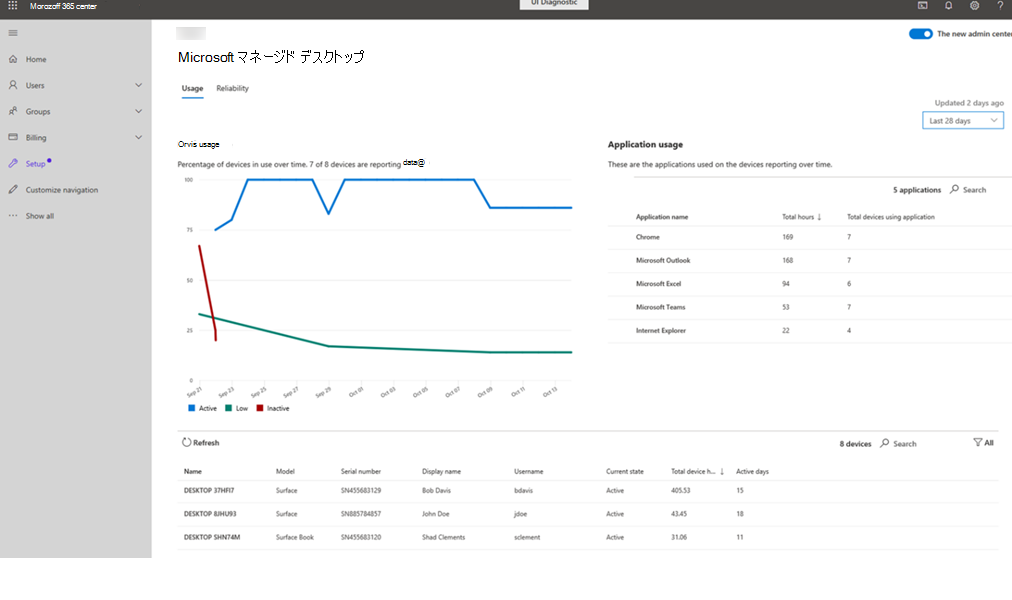 Morazoff 365 center
UI Diagnostic
?
The new admin center
Home
Users
Groups
Billing
Setup
Customize navigation
Show all
Microsoft マネージド デスクトップ
Usage Reliability
Updated 2 days ago
Last 28 days
Orvis usage
Percentage of devices in use over time. 7 of 8 devices are reporting data@
100
75
50
25
0
Sep 21 Sep 23 Sep 25 Sep 27 Sep 29 Oct 01 Oct 03 Oct 05 Oct 07 Oct 09 Oct 11 Oct 13
Active Low Inactive
Application usage
These are the applications used on the devices reporting over time.
5 applications Search
Application name Total hours ↓ Total devices using application
Chrome 169 7
Microsoft Outlook 168 7
Microsoft Excel 94 6
Microsoft Teams 53 7
Internet Explorer 22 4
Refresh 8 devices Search All
Name Model Serial number Display name Username Current state Total device h... ↓ Active days
DESKTOP 37HFI7 Surface SN455683129 Bob Davis bdavis Active 405.53 15
DESKTOP 8JHU93 Surface SN885784857 John Doe jdoe Active 43.45 18
DESKTOP SHN74M Surface Book SN455683120 Shad Clements sclement Active 31.06 11